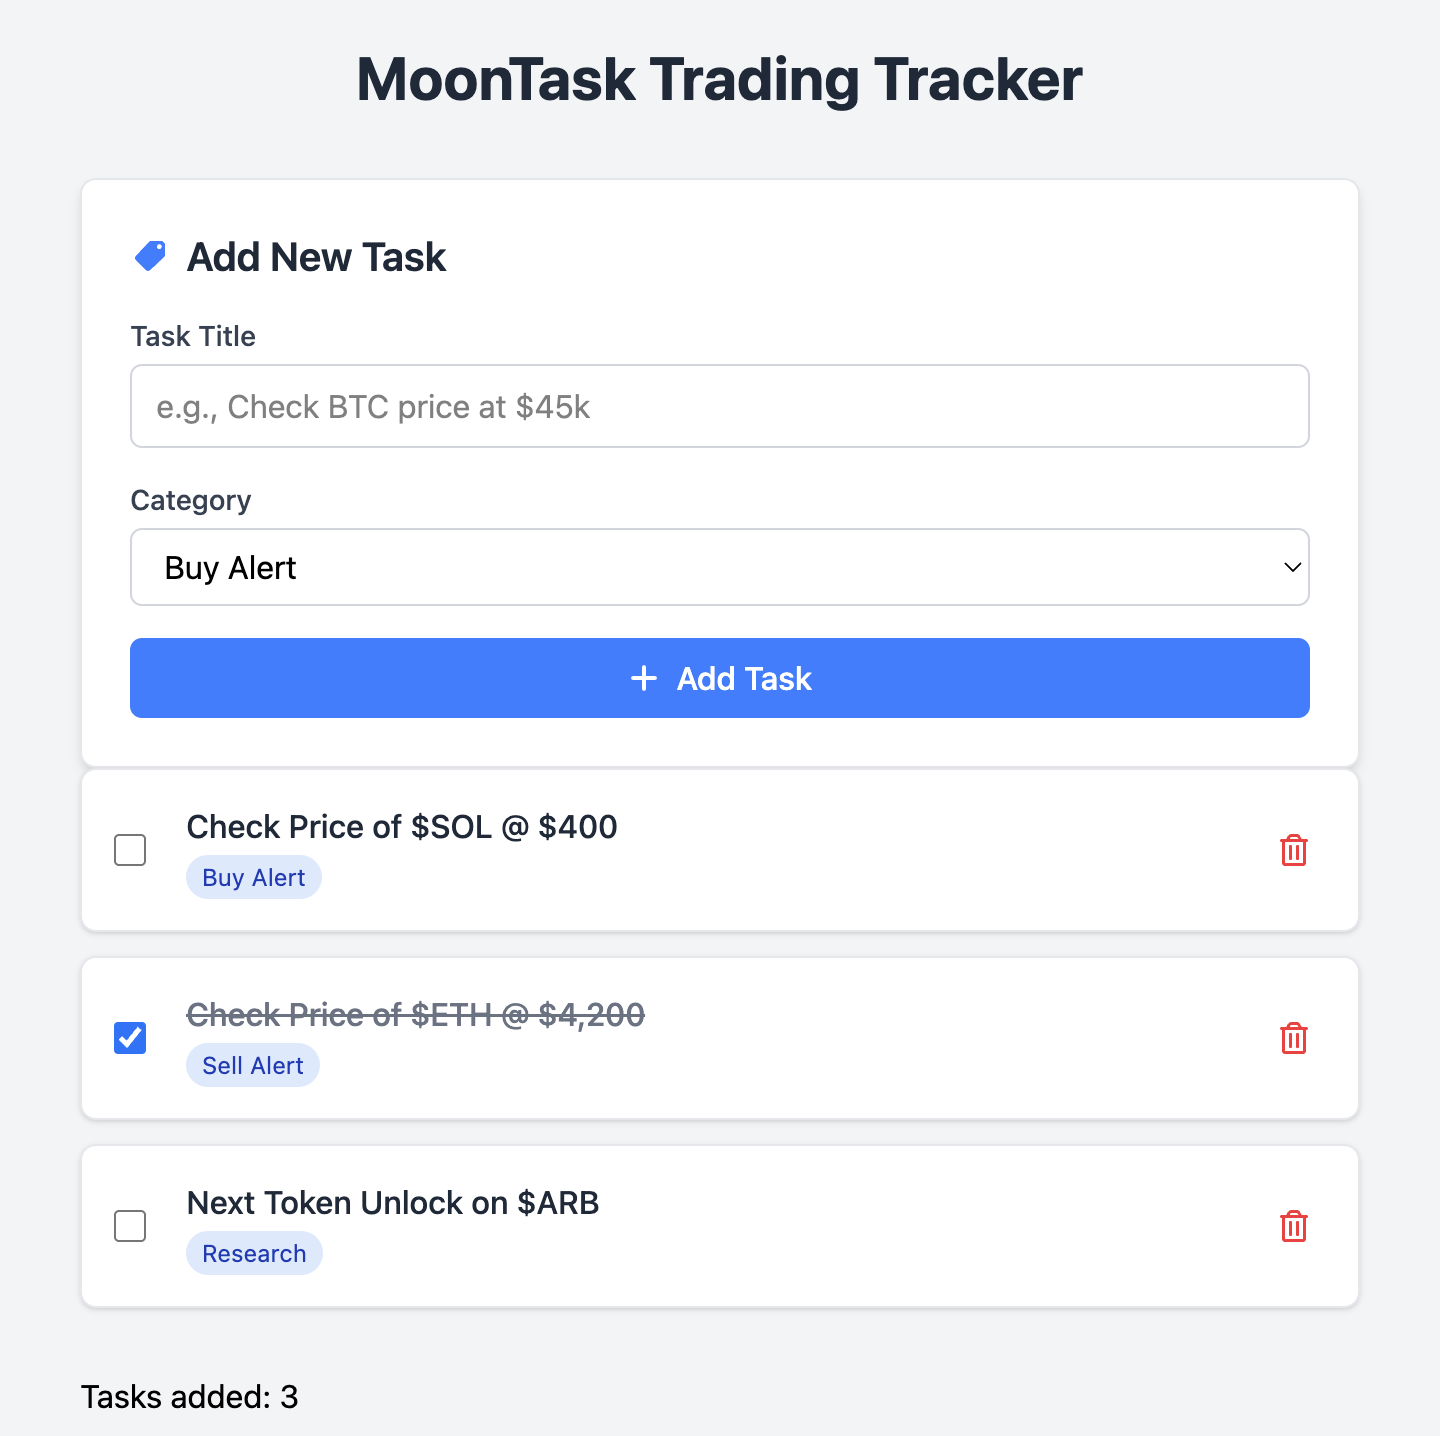 MoonTask Trading Tracker
Add New Task
Task Title
e.g., Check BTC price at $45k
Category
Buy Alert
Add Task
Check Price of $SOL @ $400
Buy Alert
Check Price of $ETH @ $4,200
Sell Alert
Next Token Unlock on $ARB
Research
Tasks added: 3